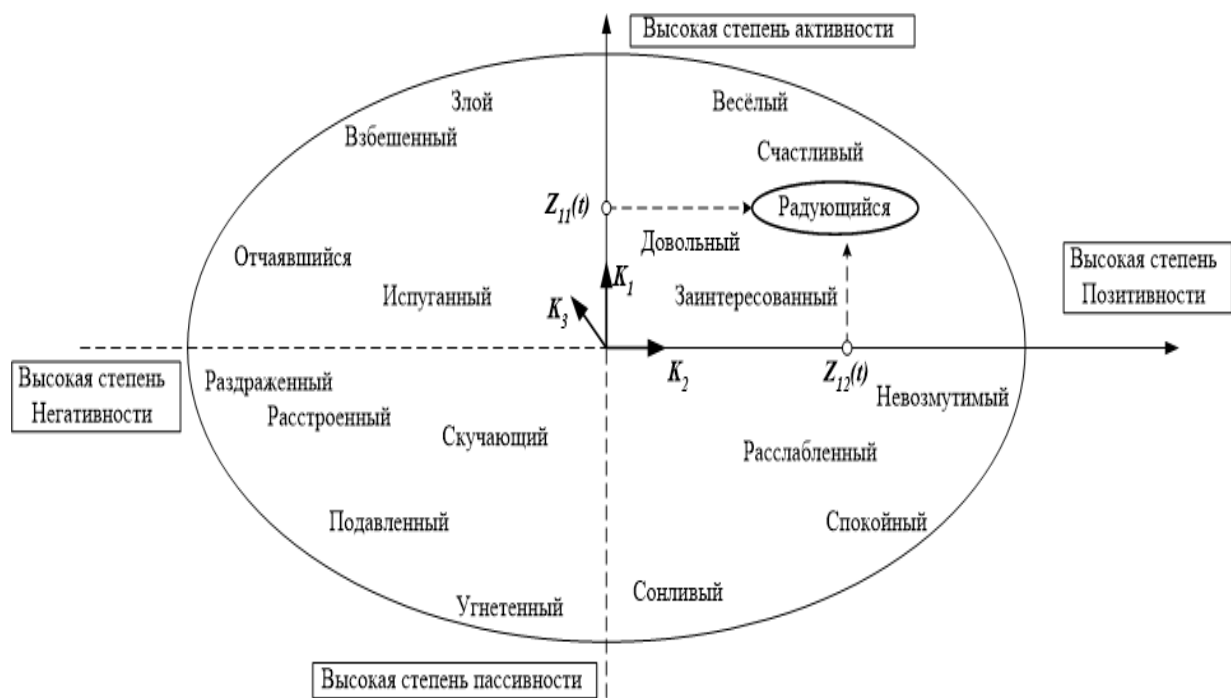 Высокая степень активности
Злой
Весёлый
Взбешенный
Счастливый
Z11(t)
Радующийся
Довольный
Отчаявшийся
Высокая степень
Позитивности
Испуганный
K1
Заинтересованный
K3
K2
Z12(t)
Высокая степень
Негативности
Раздраженный
Невозмутимый
Расстроенный
Скучающий
Расслабленный
Подавленный
Спокойный
Сонливый
Угнетенный
Высокая степень пассивности